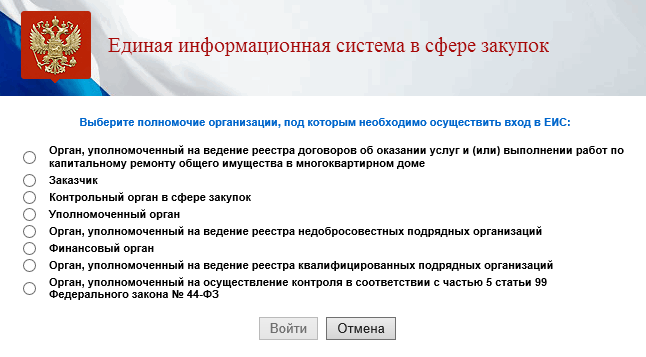 Единая информационная система в сфере закупок
Выберите полномочие организации, под которым необходимо осуществить вход в ЕИС:
Орган, уполномоченный на ведение реестра договоров об оказании услуг и (или) выполнении работ по
капитальному ремонту общего имущества в многоквартирном доме
Заказчик
Контрольный орган в сфере закупок
Уполномоченный орган
Орган, уполномоченный на ведение реестра недобросовестных подрядных организаций
Финансовый орган
Орган, уполномоченный на ведение реестра квалифицированных подрядных организаций
Орган, уполномоченный на осуществление контроля в соответствии с частью 5 статьи 99
Федерального закона № 44-ФЗ
Войти Отмена